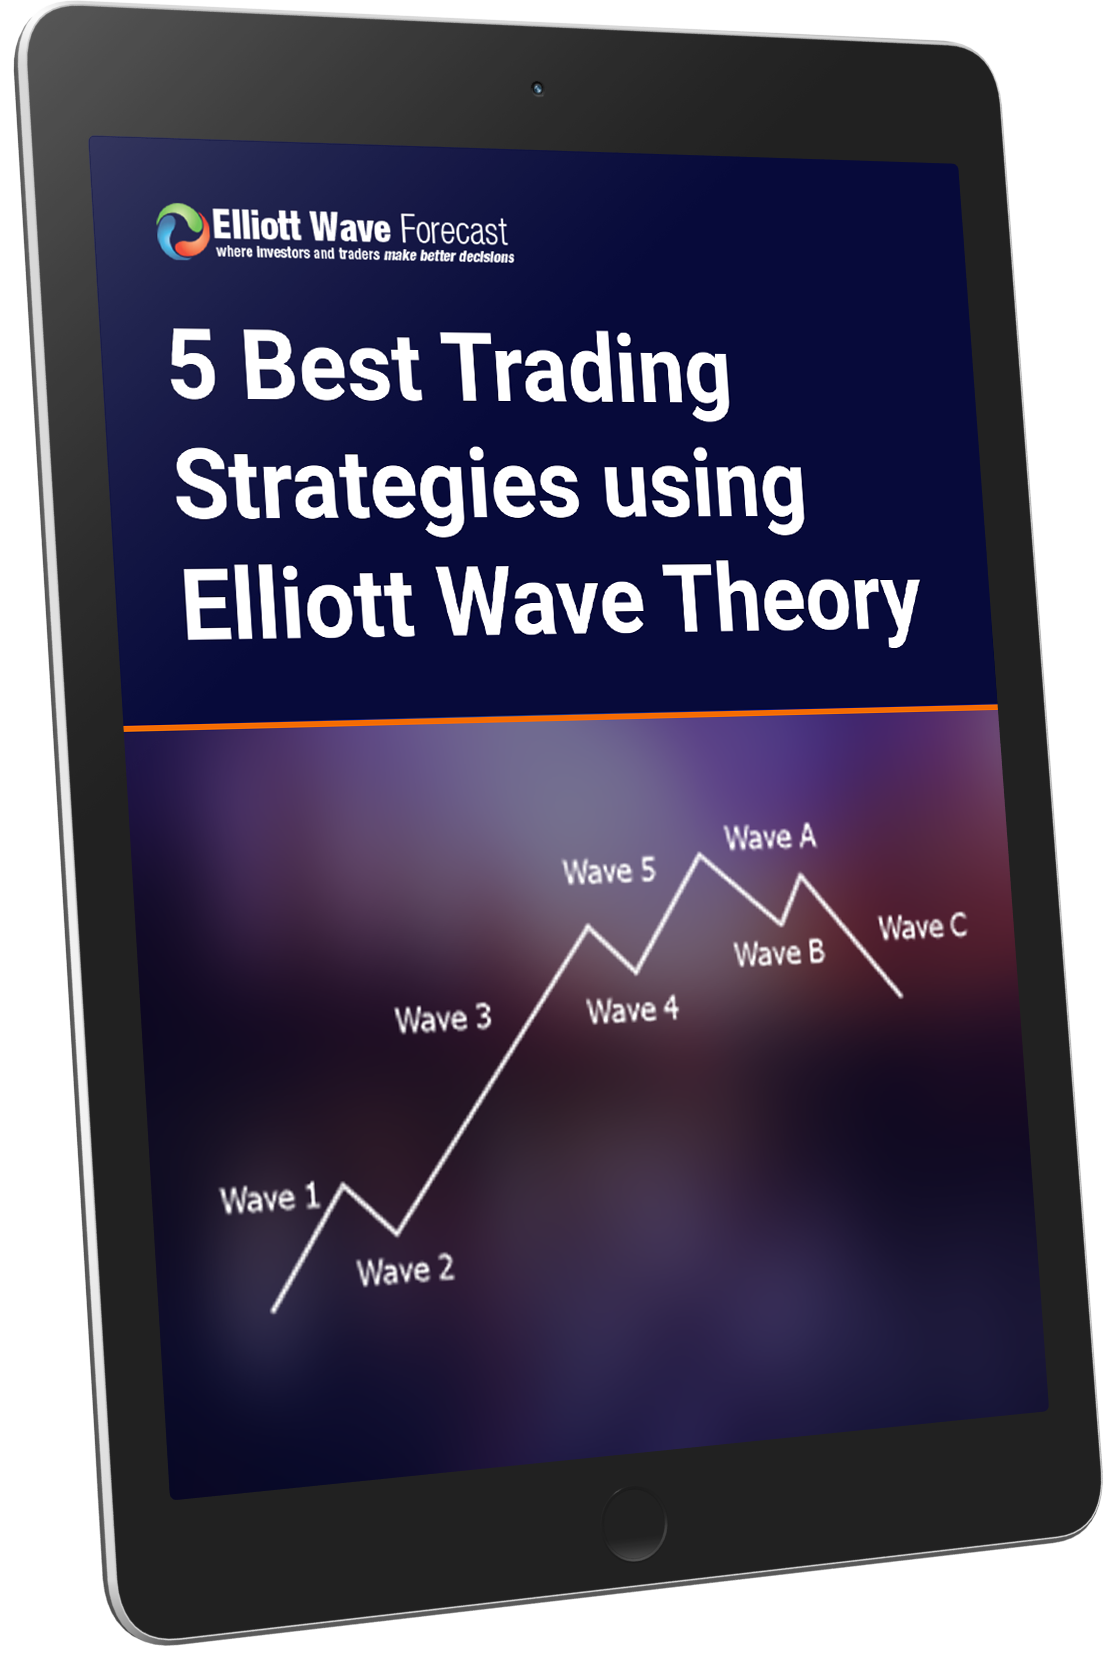 Elliott Wave Forecast
where investors and traders make better decisions
5 Best Trading
Strategies using
Elliott Wave Theory
Wave A
Wave 5
Wave C
Wave B
Wave 4
Wave 3
Wave 1
Wave 2